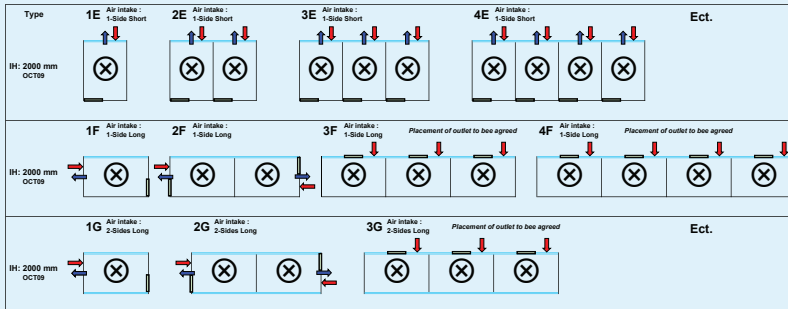 Type
1E Air intake :
1-Side Short
2E Air intake :
1-Side Short
3E Air intake :
1-Side Short
4E Air intake :
1-Side Short
Ect.
IH: 2000 mm
OCT09
1F Air intake :
1-Side Long
2F Air intake :
1-Side Long
3F Air intake :
1-Side Long
Placement of outlet to bee agreed
4F Air intake :
1-Side Long
Placement of outlet to bee agreed
IH: 2000 mm
OCT09
1G Air intake :
2-Sides Long
2G Air intake :
2-Sides Long
3G Air intake :
2-Sides Long
Placement of outlet to bee agreed
Ect.
IH: 2000 mm
OCT09